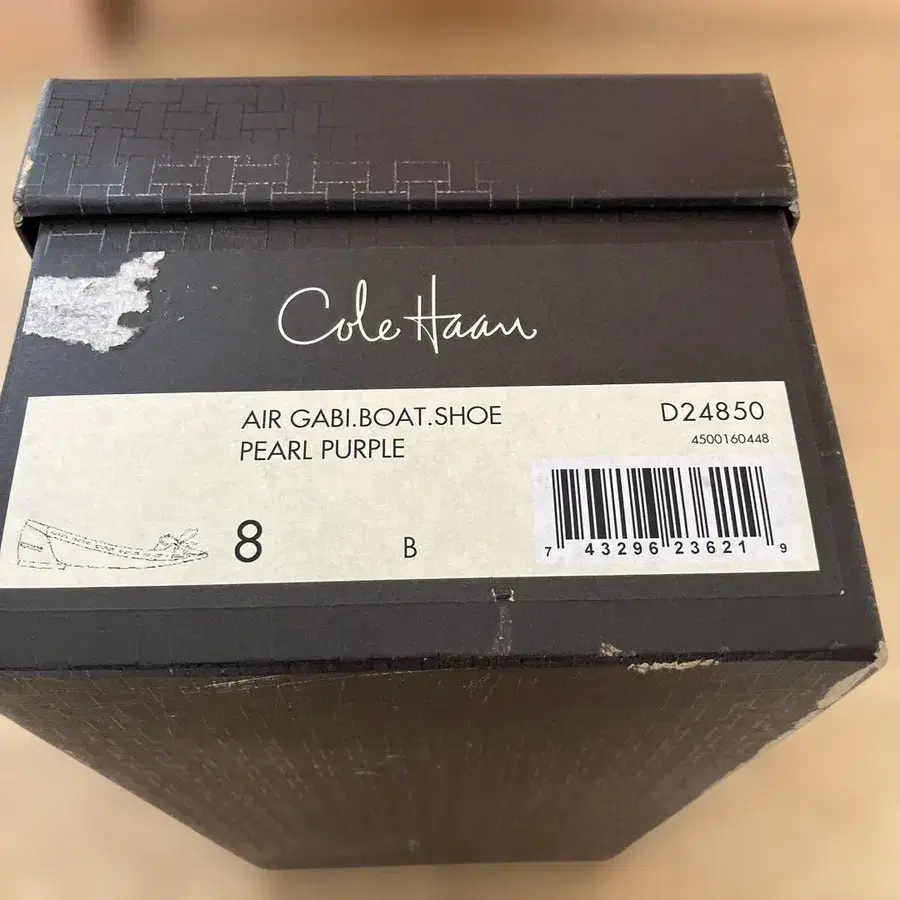 Cole Haan
AIR GABI.BOAT.SHOE
PEARL PURPLE
D24850
4500160448
8
B
7 43296 23621 9